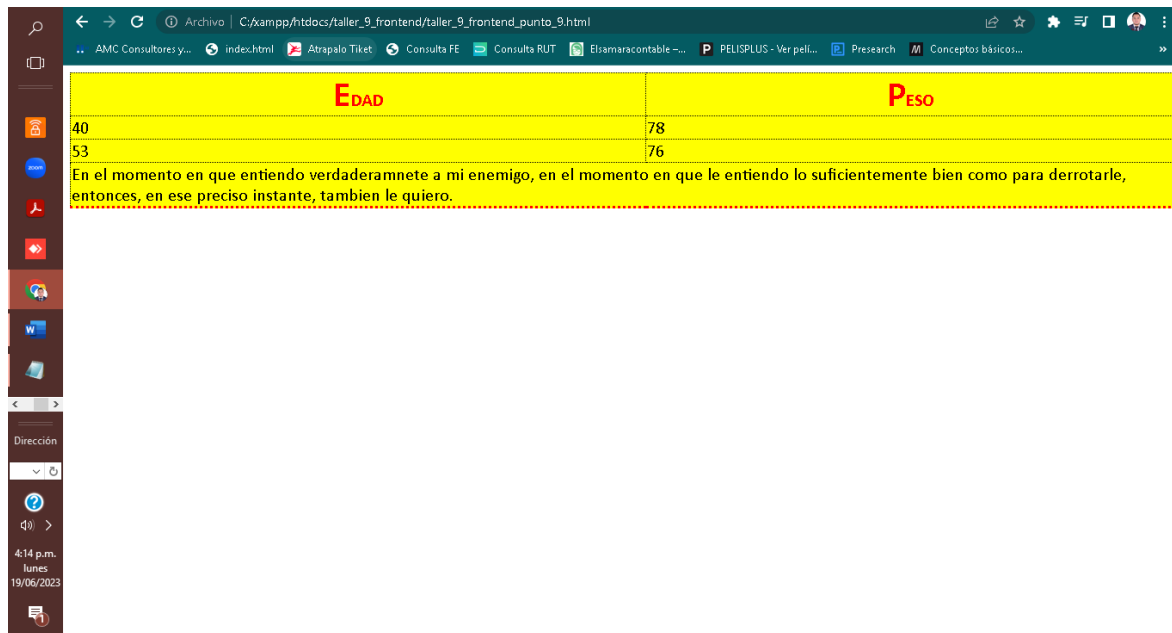 Archivo | C:/xampp/htdocs/taller_9_frontend/taller_9_frontend_punto_9.html
AMC Consultores y... index.html Atrapalo Tiket Consulta FE Consulta RUT Elsamaracontable –... PELISPLUS - Ver pelí... Presearch Conceptos básicos... »
EDAD PESO
40 78
53 76
En el momento en que entiendo verdaderamnete a mi enemigo, en el momento en que le entiendo lo suficientemente bien como para derrotarle,
entonces, en ese preciso instante, tambien le quiero.
zoom
W
Dirección
4:14 p.m.
lunes
19/06/2023
1